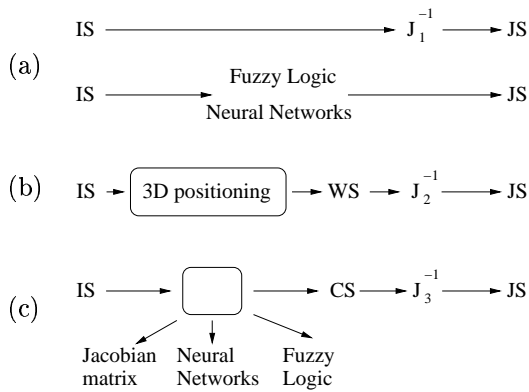 IS J₁⁻¹ JS
(a)
IS Fuzzy Logic JS
Neural Networks
(b) IS 3D positioning WS J₂⁻¹ JS
IS CS J₃⁻¹ JS
(c)
Jacobian Neural Fuzzy
matrix Networks Logic